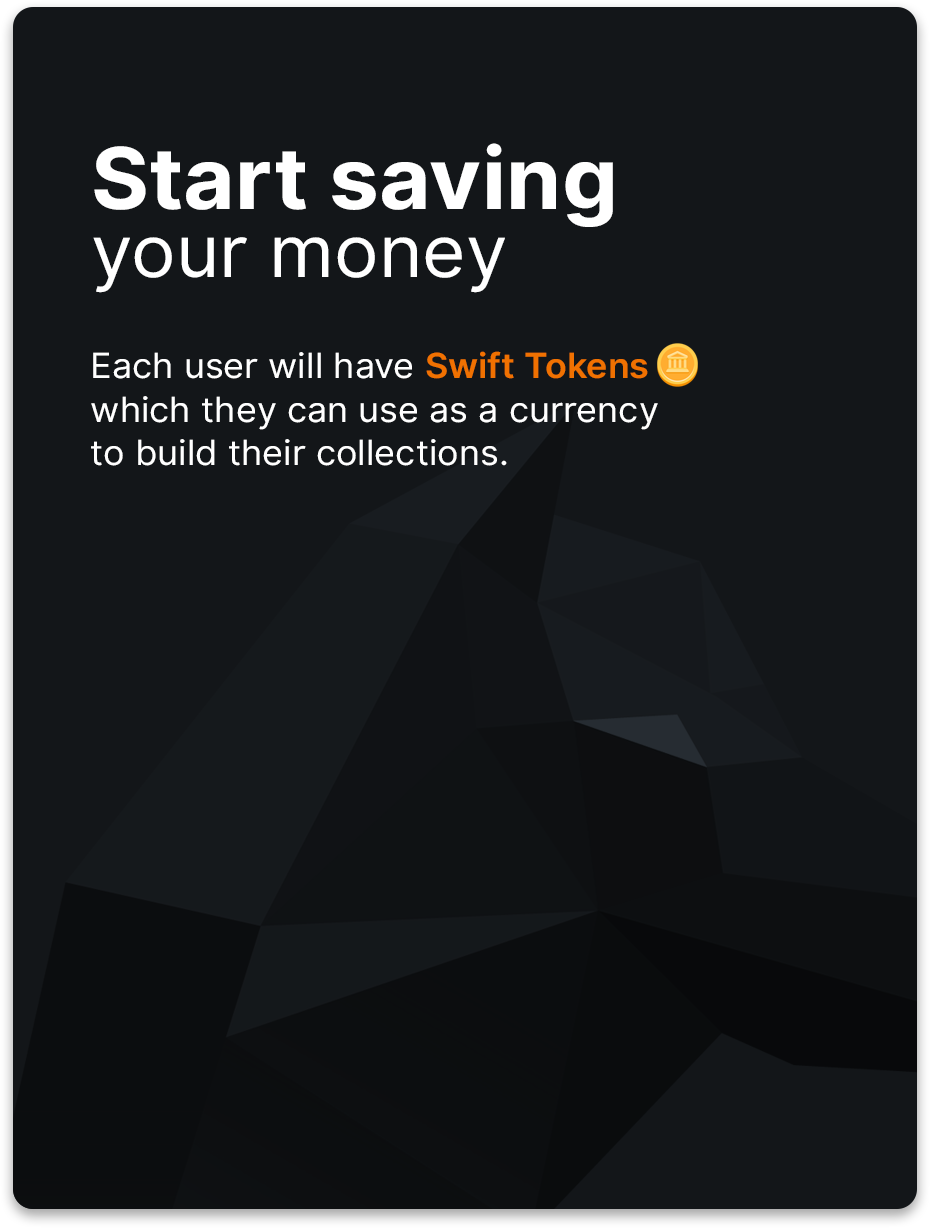 Start saving
your money
Each user will have Swift Tokens
which they can use as a currency
to build their collections.